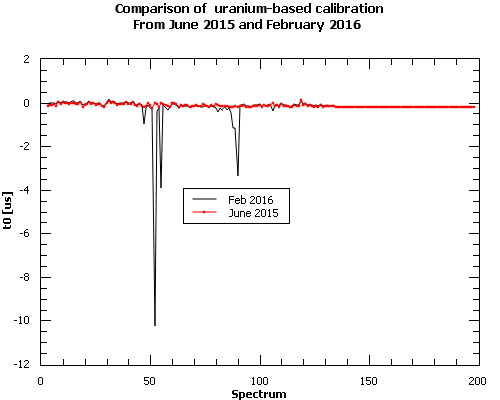 Comparison of uranium-based calibration
From June 2015 and February 2016
2
0
-2
-4
-6
-8
-10
-12
t0 [us]
Feb 2016
June 2015
0 50 100 150 200
Spectrum